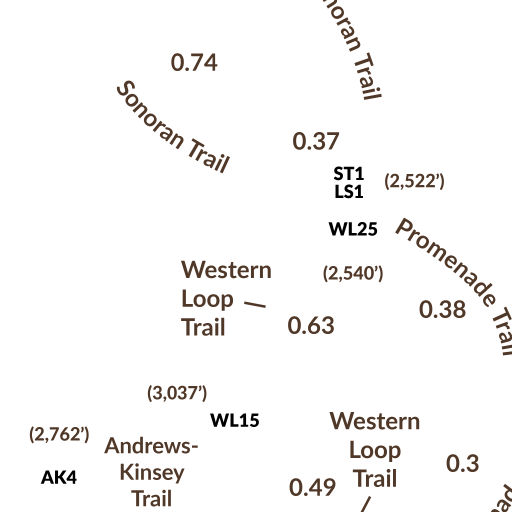 noran Trail
0.74
Sonoran Trail
0.37
ST1
LS1
(2,522’)
WL25
Promenade Trail
(2,540’)
Western
Loop
Trail
0.38
0.63
(3,037’)
WL15
(2,762’)
Andrews-
Kinsey
Trail
AK4
Western
Loop
Trail
0.3
0.49